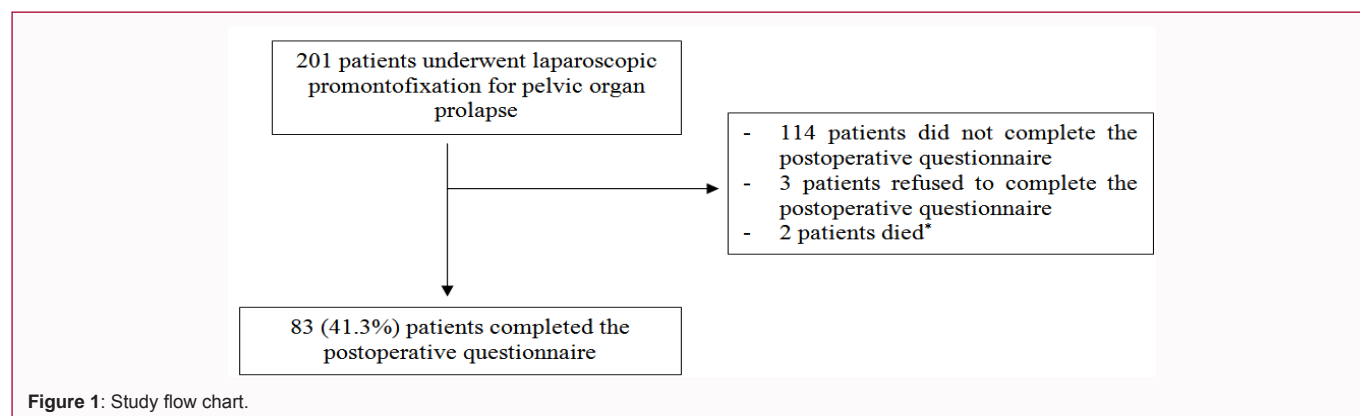 201 patients underwent laparoscopic
promontofixation for pelvic organ
prolapse
- 114 patients did not complete the
postoperative questionnaire
- 3 patients refused to complete the
postoperative questionnaire
- 2 patients died*
83 (41.3%) patients completed the
postoperative questionnaire
Figure 1: Study flow chart.